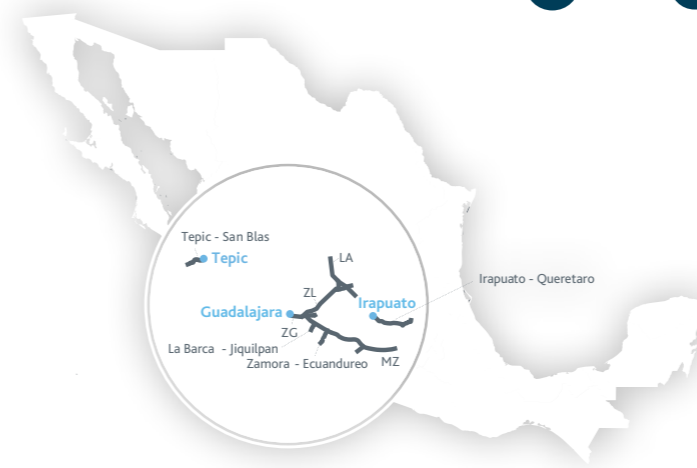 Tepic - San Blas
Tepic
LA
Irapuato - Queretaro
ZL
Irapuato
Guadalajara
ZG
La Barca - Jiquilpan
Zamora - Ecuandureo
MZ